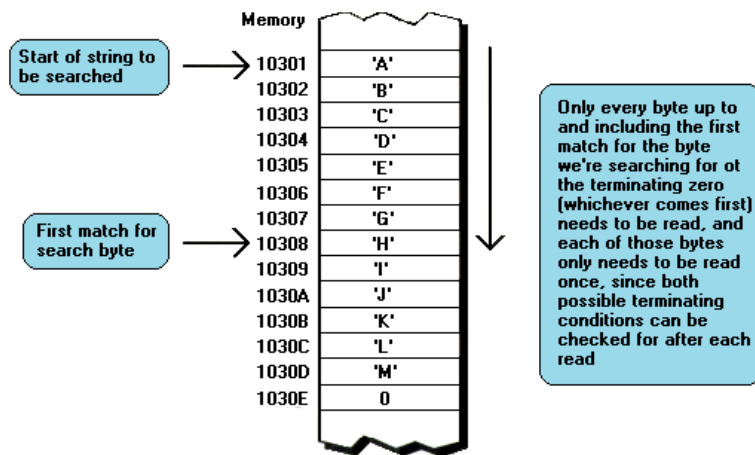 Memory
Start of string to
be searched
10301 'A'
10302 'B'
10303 'C'
10304 'D'
10305 'E'
10306 'F'
10307 'G'
First match for
search byte
10308 'H'
10309 'I'
1030A 'J'
1030B 'K'
1030C 'L'
1030D 'M'
1030E 0
Only every byte up to
and including the first
match for the byte
we're searching for ot
the terminating zero
(whichever comes first)
needs to be read, and
each of those bytes
only needs to be read
once, since both
possible terminating
conditions can be
checked for after each
read